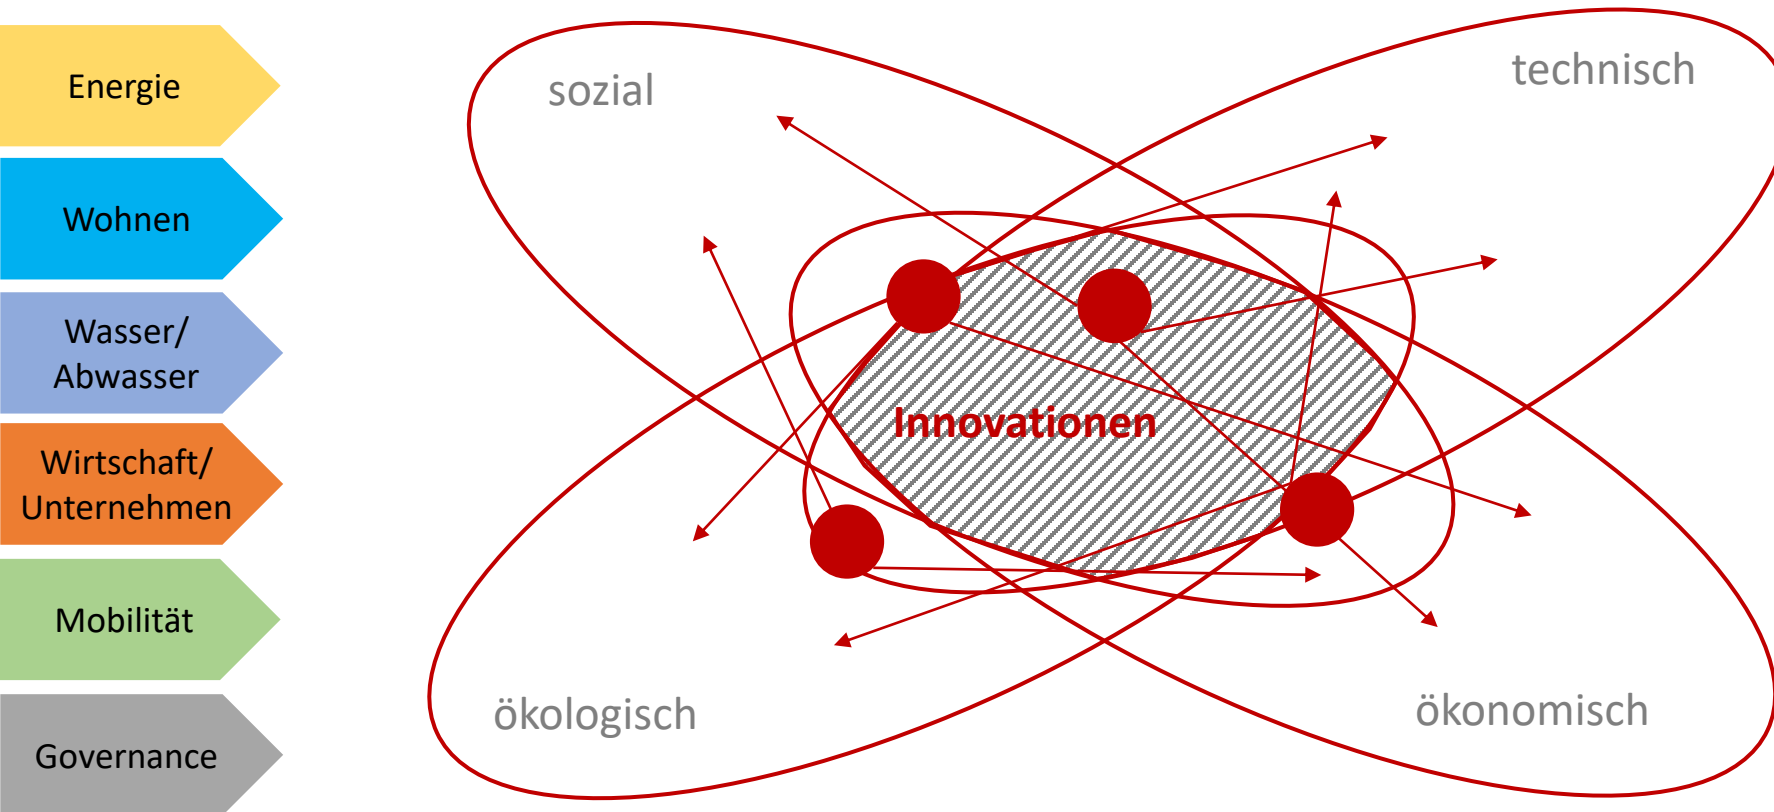 Energie
Wohnen
Wasser/
Abwasser
Wirtschaft/
Unternehmen
Mobilität
Governance
sozial
technisch
Innovationen
ökologisch
ökonomisch